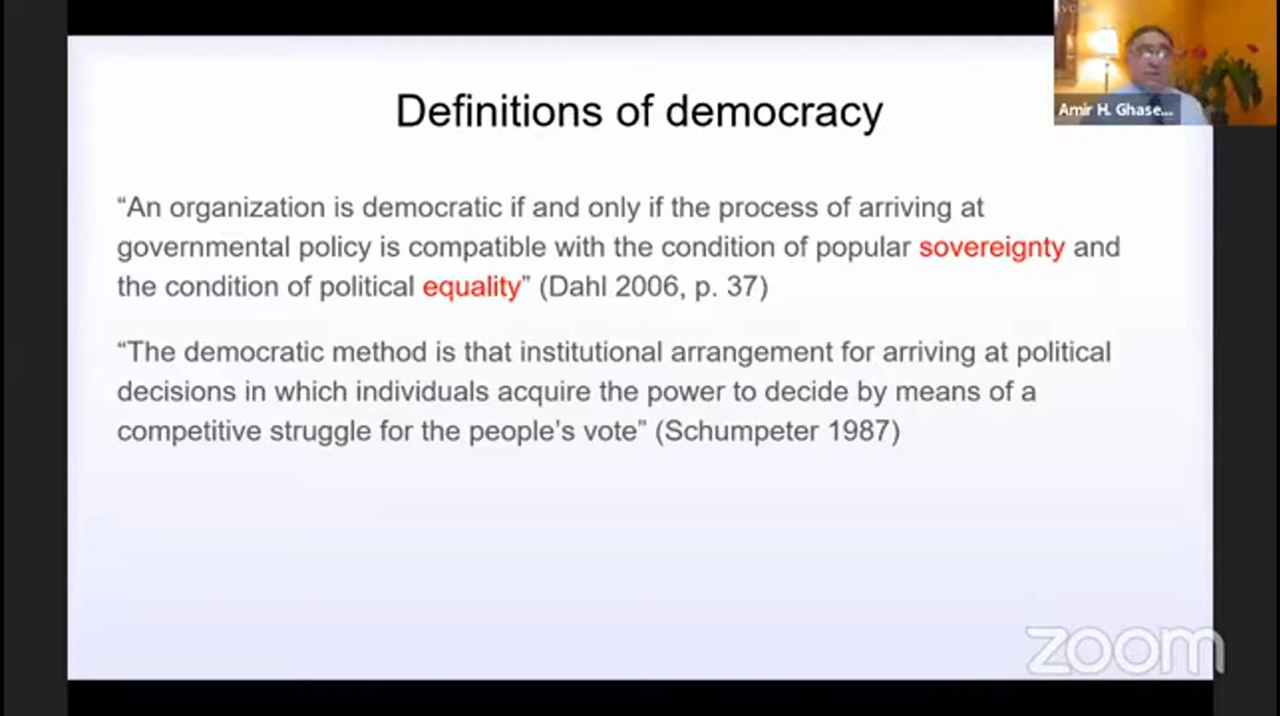 Definitions of democracy
“An organization is democratic if and only if the process of arriving at
governmental policy is compatible with the condition of popular sovereignty and
the condition of political equality” (Dahl 2006, p. 37)
“The democratic method is that institutional arrangement for arriving at political
decisions in which individuals acquire the power to decide by means of a
competitive struggle for the people’s vote” (Schumpeter 1987)
Amir H. Ghase...
zoom